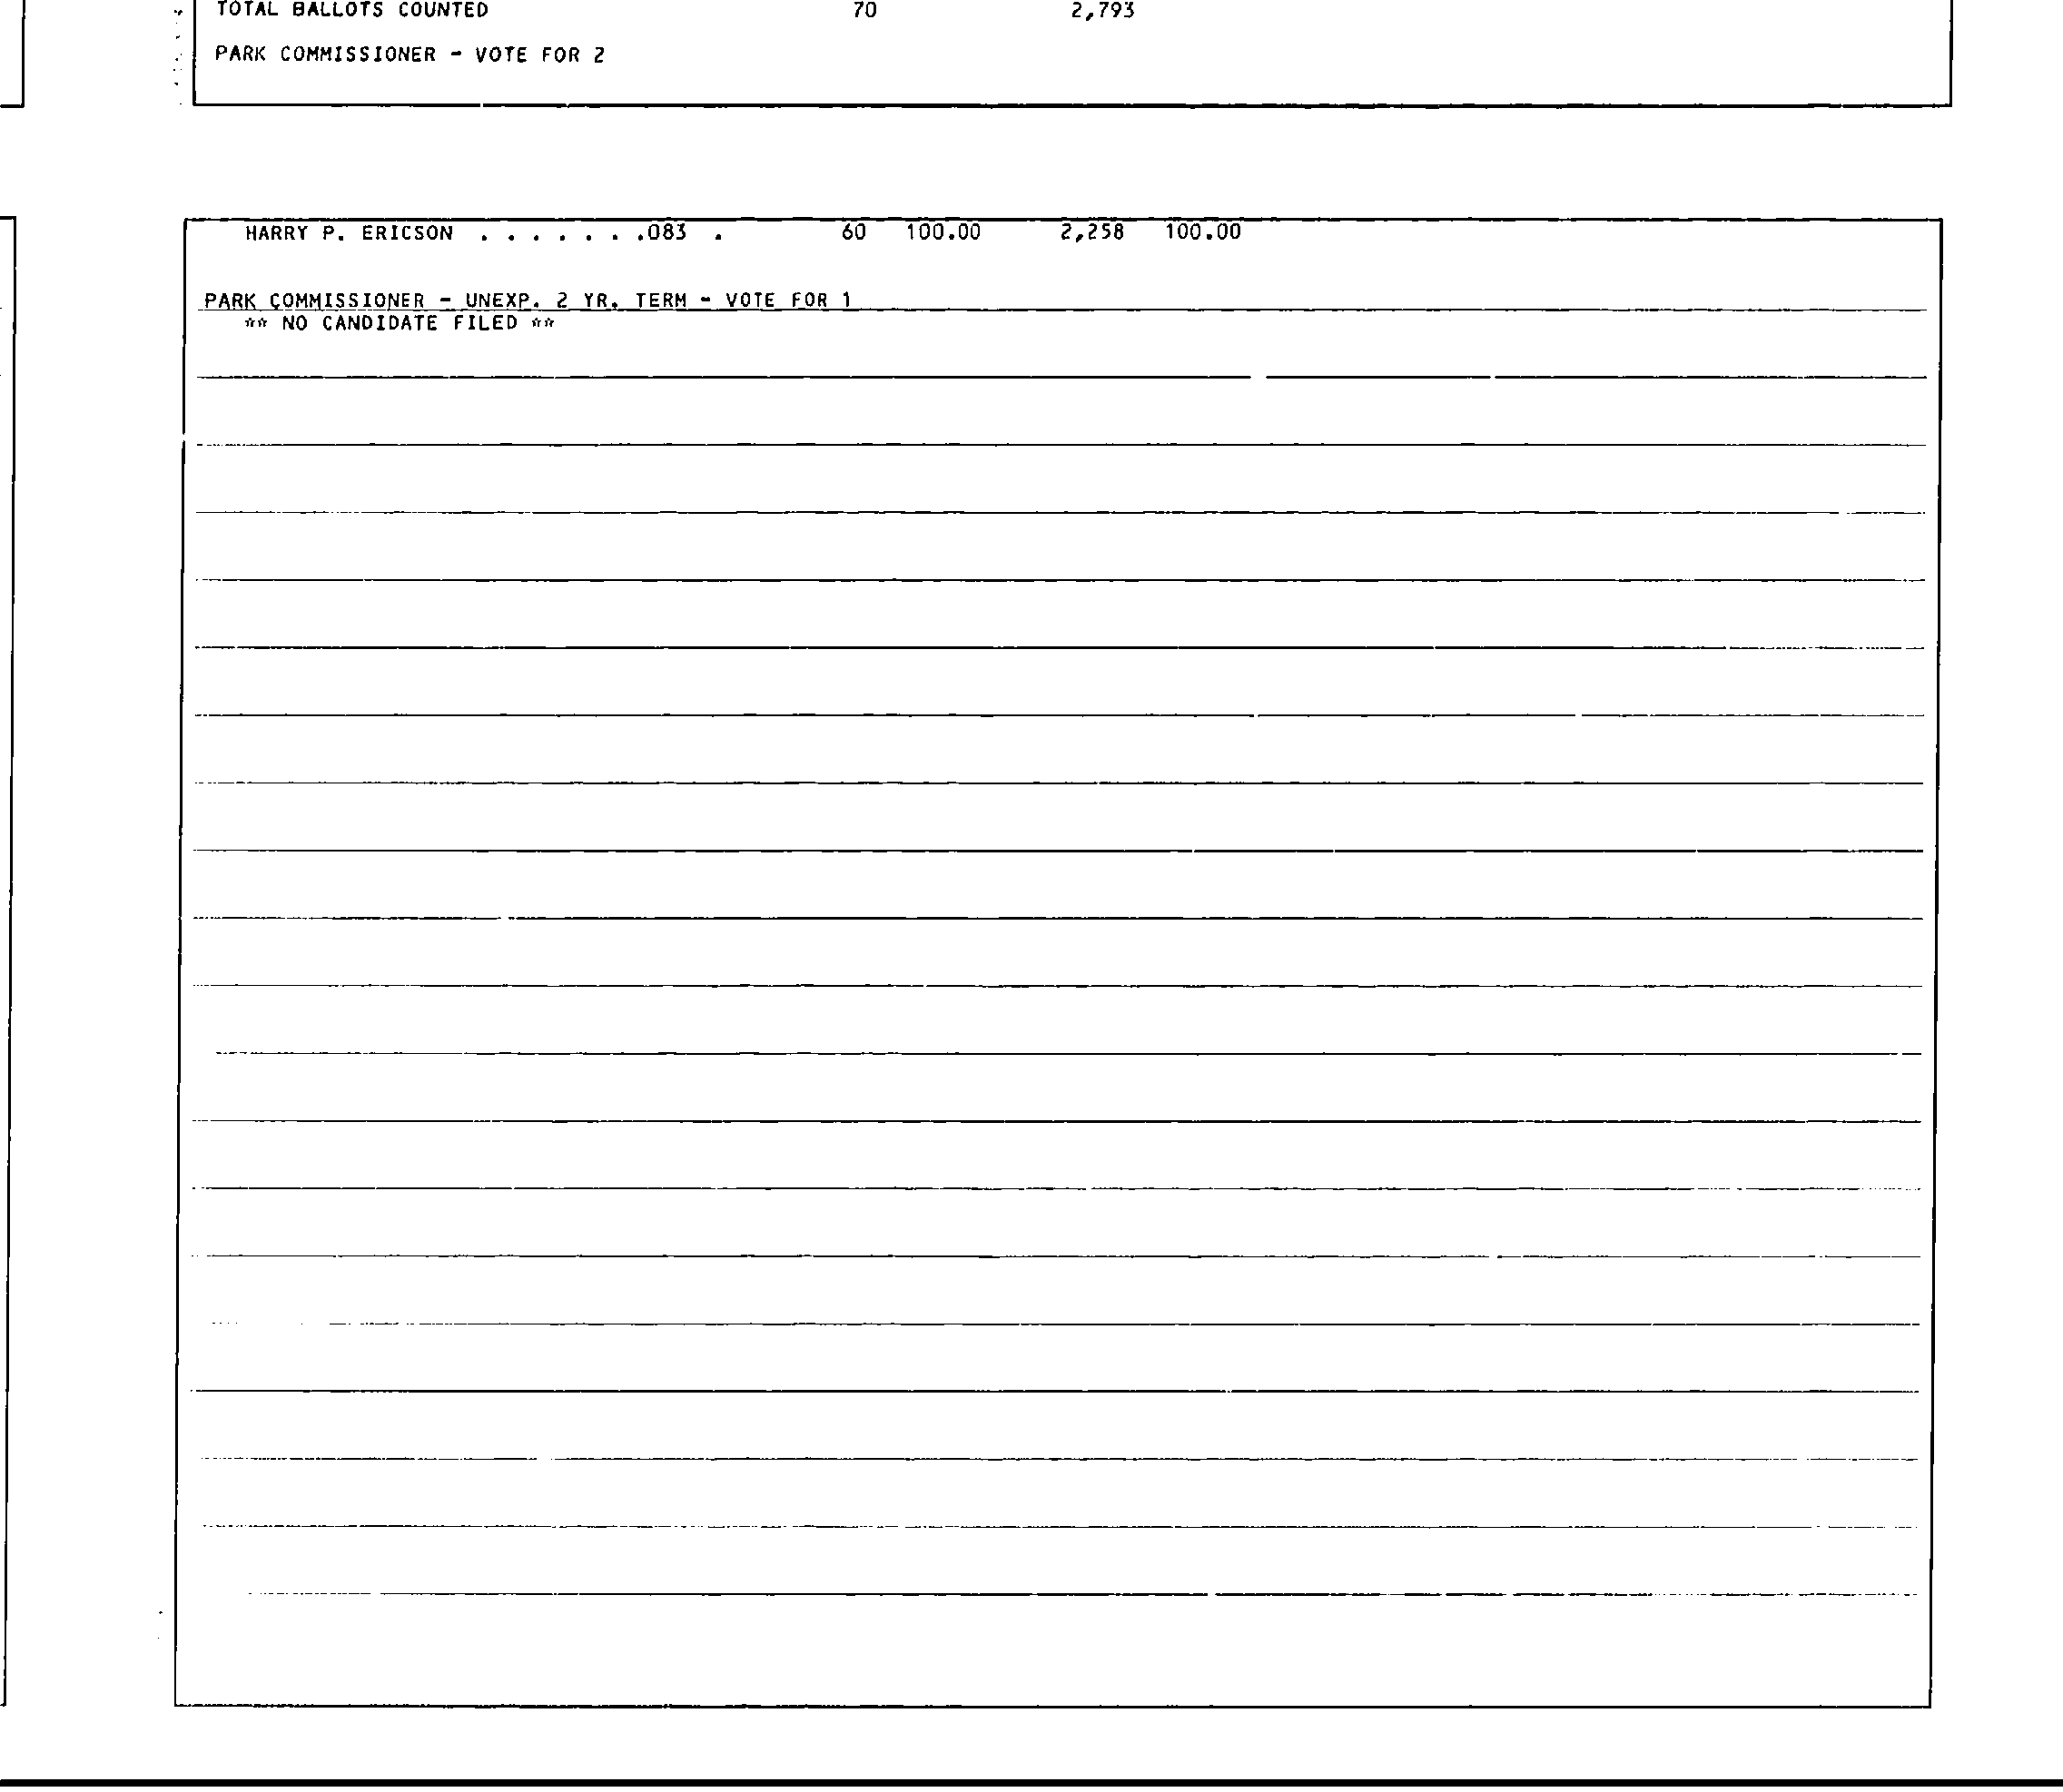 TOTAL BALLOTS COUNTED 70 2,793
PARK COMMISSIONER - VOTE FOR 2
HARRY P. ERICSON . . . . . . .083 . 60 100.00 2,258 100.00
PARK COMMISSIONER - UNEXP. 2 YR. TERM - VOTE FOR 1
** NO CANDIDATE FILED **